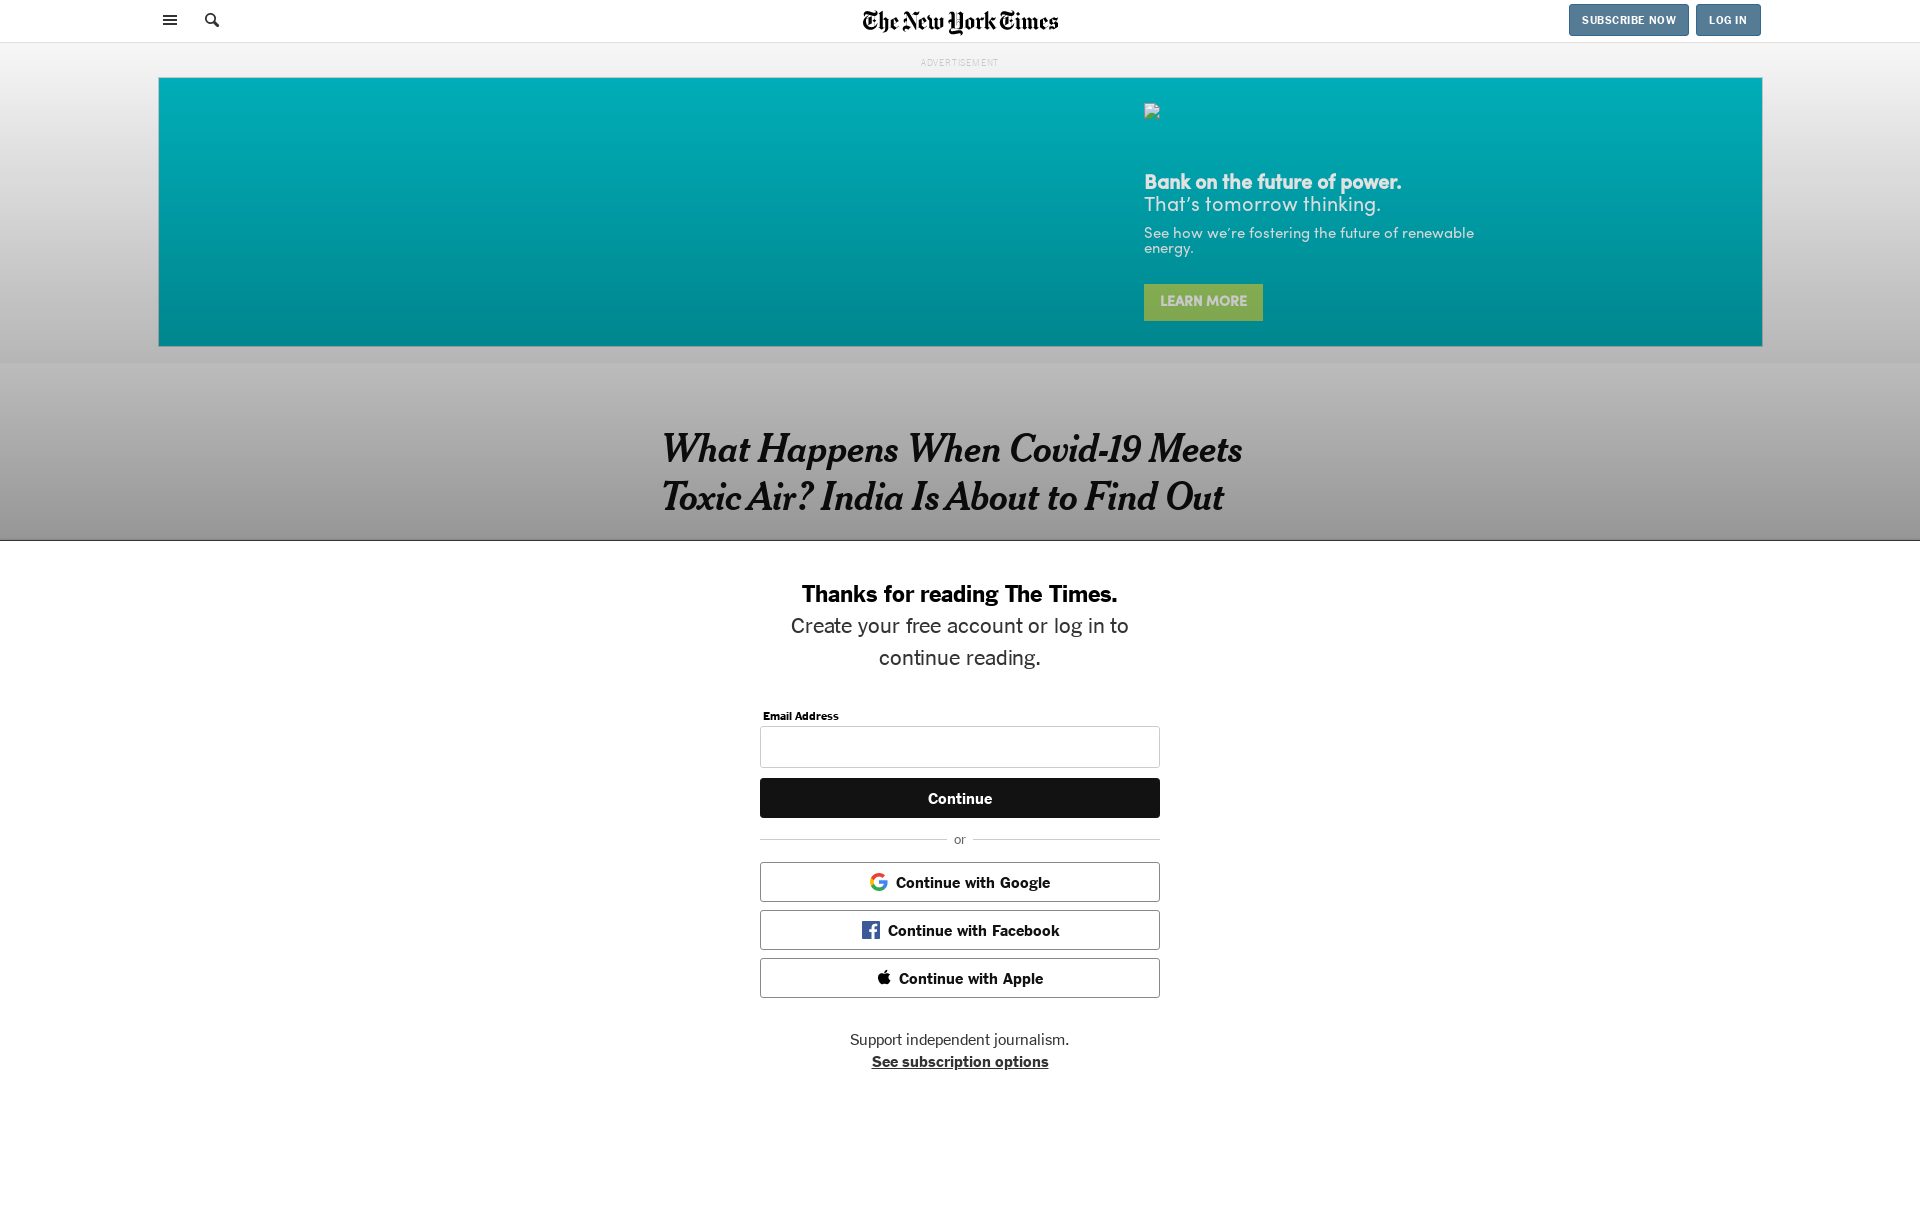 The New York Times
SUBSCRIBE NOW
LOG IN
ADVERTISEMENT
Bank on the future of power.
That's tomorrow thinking.
See how we're fostering the future of renewable
energy.
LEARN MORE
What Happens When Covid-19 Meets
Toxic Air? India Is About to Find Out
Thanks for reading The Times.
Create your free account or log in to
continue reading.
Email Address
Continue
or
Continue with Google
Continue with Facebook
Continue with Apple
Support independent journalism.
See subscription options